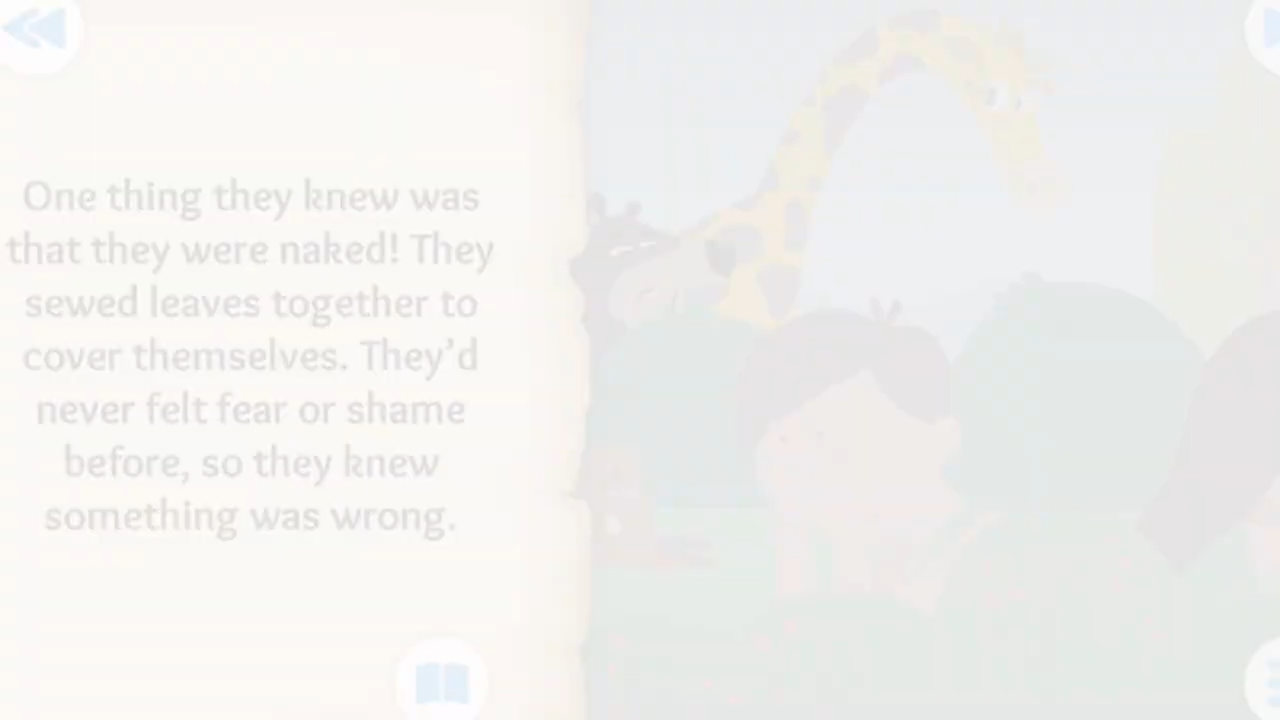 One thing they knew was
that they were naked! They
sewed leaves together to
cover themselves. They’d
never felt fear or shame
before, so they knew
something was wrong.